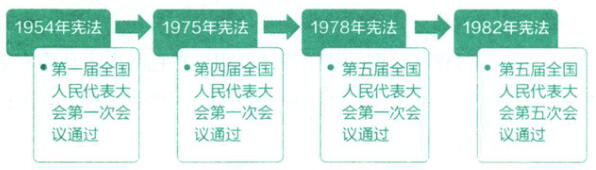 1954年宪法
第一届全国
人民代表大
会第一次会
议通过
1975年宪法
第四届全国
人民代表大
会第一次会
议通过
1978年宪法
第五届全国
人民代表大
会第一次会
议通过
1982年宪法
第五届全国
人民代表大
会第五次会
议通过